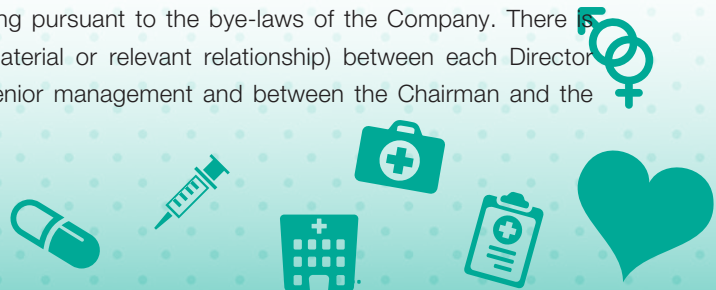 ng pursuant to the bye-laws of the Company. There is
aterial or relevant relationship) between each Director
enior management and between the Chairman and the